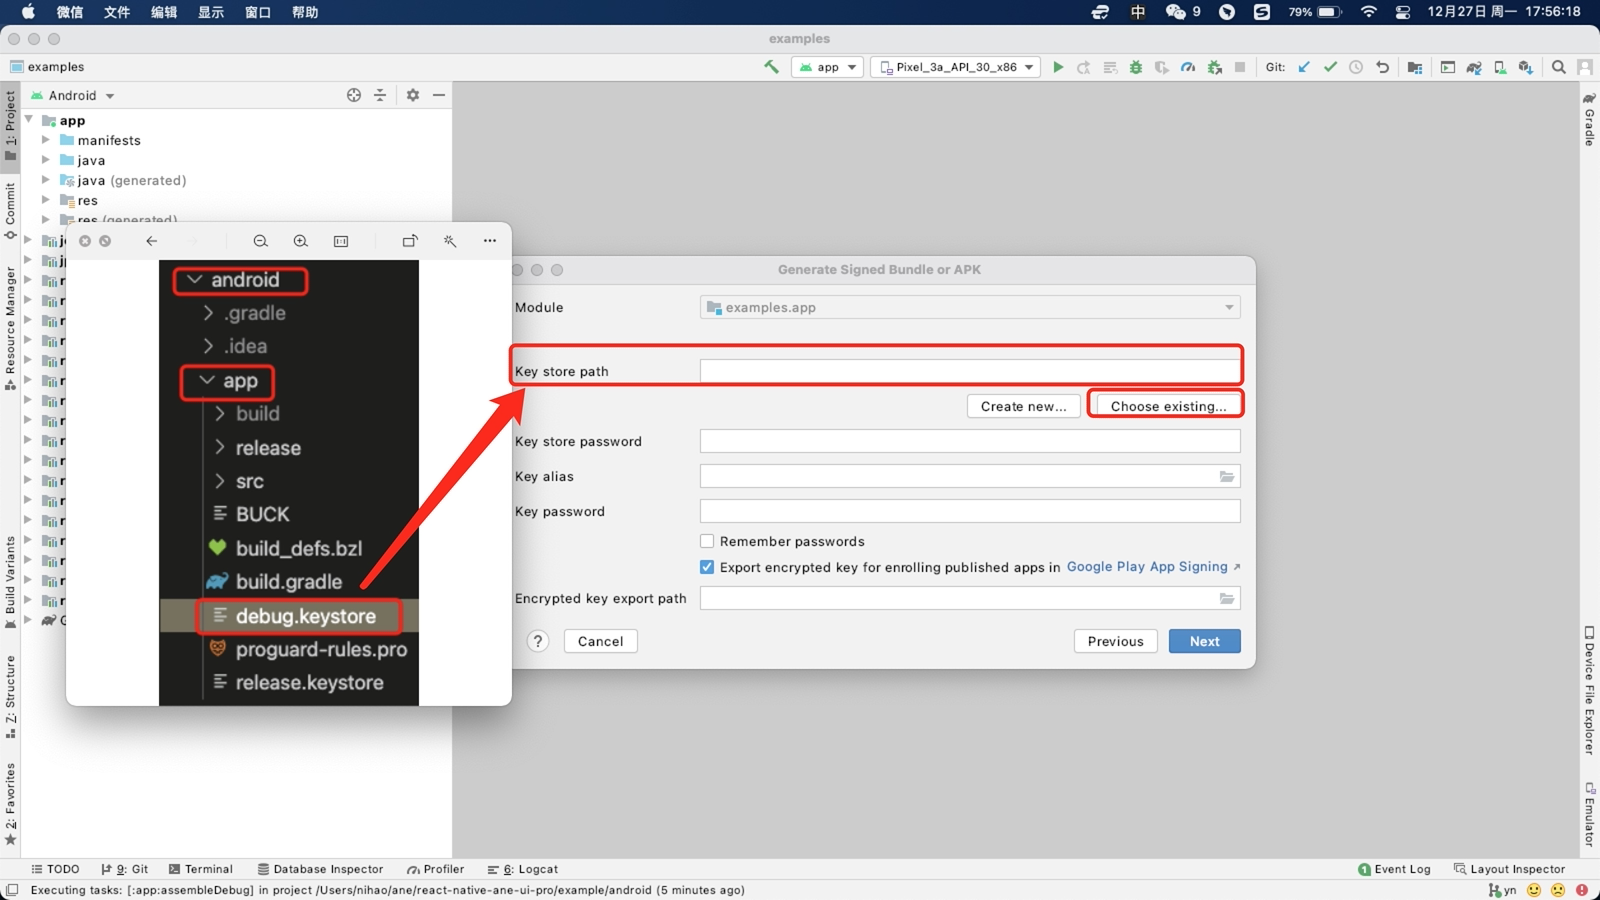 微信 文件 编辑 显示 窗口 帮助
中 9 79% 12月27日 周一 17:56:18
examples
examples
app Pixel_3a_API_30_x86 Git:
1: Project
Commit
Resource Manager
Build Variants
Z: Structure
2: Favorites
Android
app
manifests
java
java (generated)
res
res (generated)
android
.gradle
.idea
app
build
release
src
BUCK
build_defs.bzl
build.gradle
debug.keystore
proguard-rules.pro
release.keystore
Generate Signed Bundle or APK
Module examples.app
Key store path
Create new... Choose existing...
Key store password
Key alias
Key password
Remember passwords
Export encrypted key for enrolling published apps in Google Play App Signing
Encrypted key export path
? Cancel Previous Next
Gradle
Device File Explorer
Emulator
TODO 9: Git Terminal Database Inspector Profiler 6: Logcat 1 Event Log Layout Inspector
Executing tasks: [:app:assembleDebug] in project /Users/nihao/ane/react-native-ane-ui-pro/example/android (5 minutes ago) yn